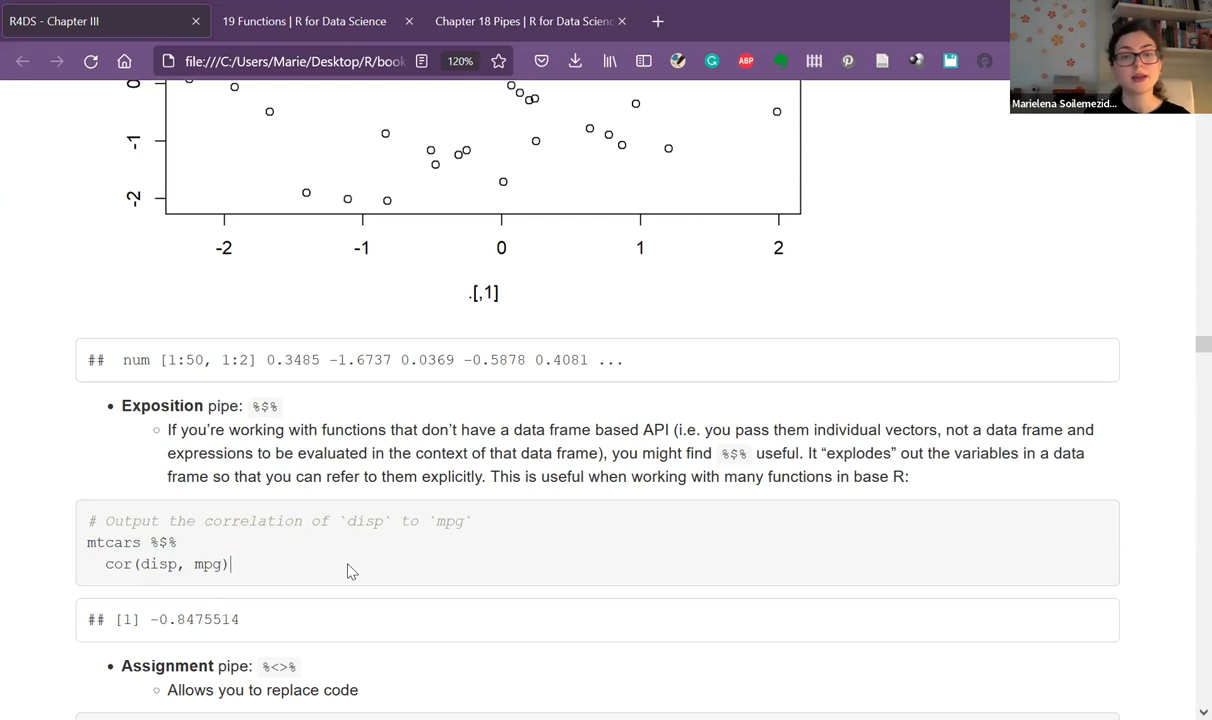 R4DS - Chapter III
19 Functions | R for Data Science
Chapter 18 Pipes | R for Data Scienc
file:///C:/Users/Marie/Desktop/R/book
120%
ABP
Marielena Soilemezid...
0
-1
-2
-2 -1 0 1 2
.[,1]
## num [1:50, 1:2] 0.3485 -1.6737 0.0369 -0.5878 0.4081 ...
• Exposition pipe: %$%
○ If you're working with functions that don't have a data frame based API (i.e. you pass them individual vectors, not a data frame and
expressions to be evaluated in the context of that data frame), you might find %$% useful. It “explodes” out the variables in a data
frame so that you can refer to them explicitly. This is useful when working with many functions in base R:
# Output the correlation of `disp` to `mpg`
mtcars %$%
cor(disp, mpg)
## [1] -0.8475514
• Assignment pipe: %<>%
○ Allows you to replace code